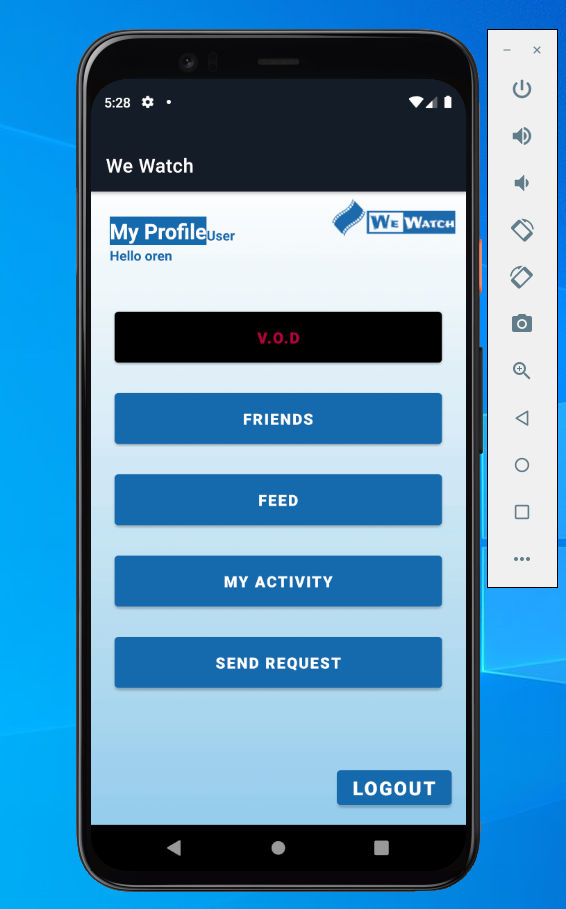 5:28
We Watch
My Profile User
WE WATCH
Hello oren
V.O.D
FRIENDS
FEED
MY ACTIVITY
SEND REQUEST
LOGOUT